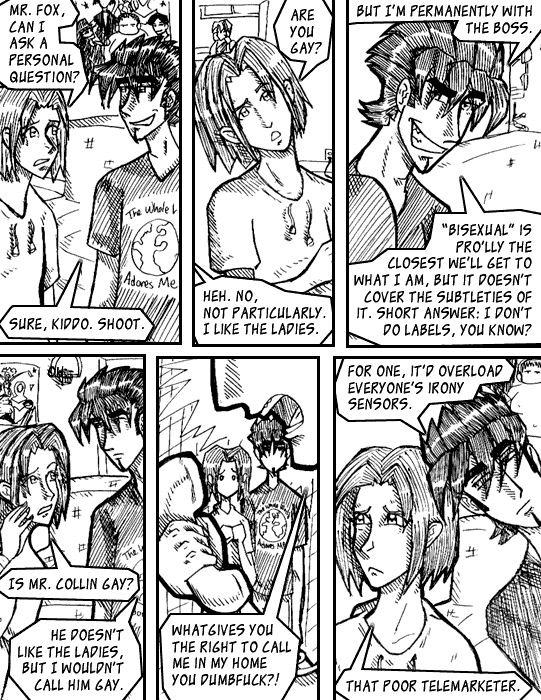 MR. FOX,
CAN I
ASK A
PERSONAL
QUESTION?
The Whole
Adores Me
SURE, KIDDO. SHOOT.
ARE
YOU
GAY?
HEH. NO,
NOT PARTICULARLY.
I LIKE THE LADIES.
BUT I'M PERMANENTLY WITH
THE BOSS.
"BISEXUAL" IS
PRO'LLY THE
CLOSEST WE'LL GET TO
WHAT I AM, BUT IT DOESN'T
COVER THE SUBTLETIES OF
IT. SHORT ANSWER: I DON'T
DO LABELS, YOU KNOW?
IS MR. COLLIN GAY?
HE DOESN'T
LIKE THE LADIES,
BUT I WOULDN'T
CALL HIM GAY.
The Whole
Adores Me
WHATGIVES YOU
THE RIGHT TO CALL
ME IN MY HOME
YOU DUMBFUCK?!
FOR ONE, IT'D OVERLOAD
EVERYONE'S IRONY
SENSORS.
THAT POOR TELEMARKETER.